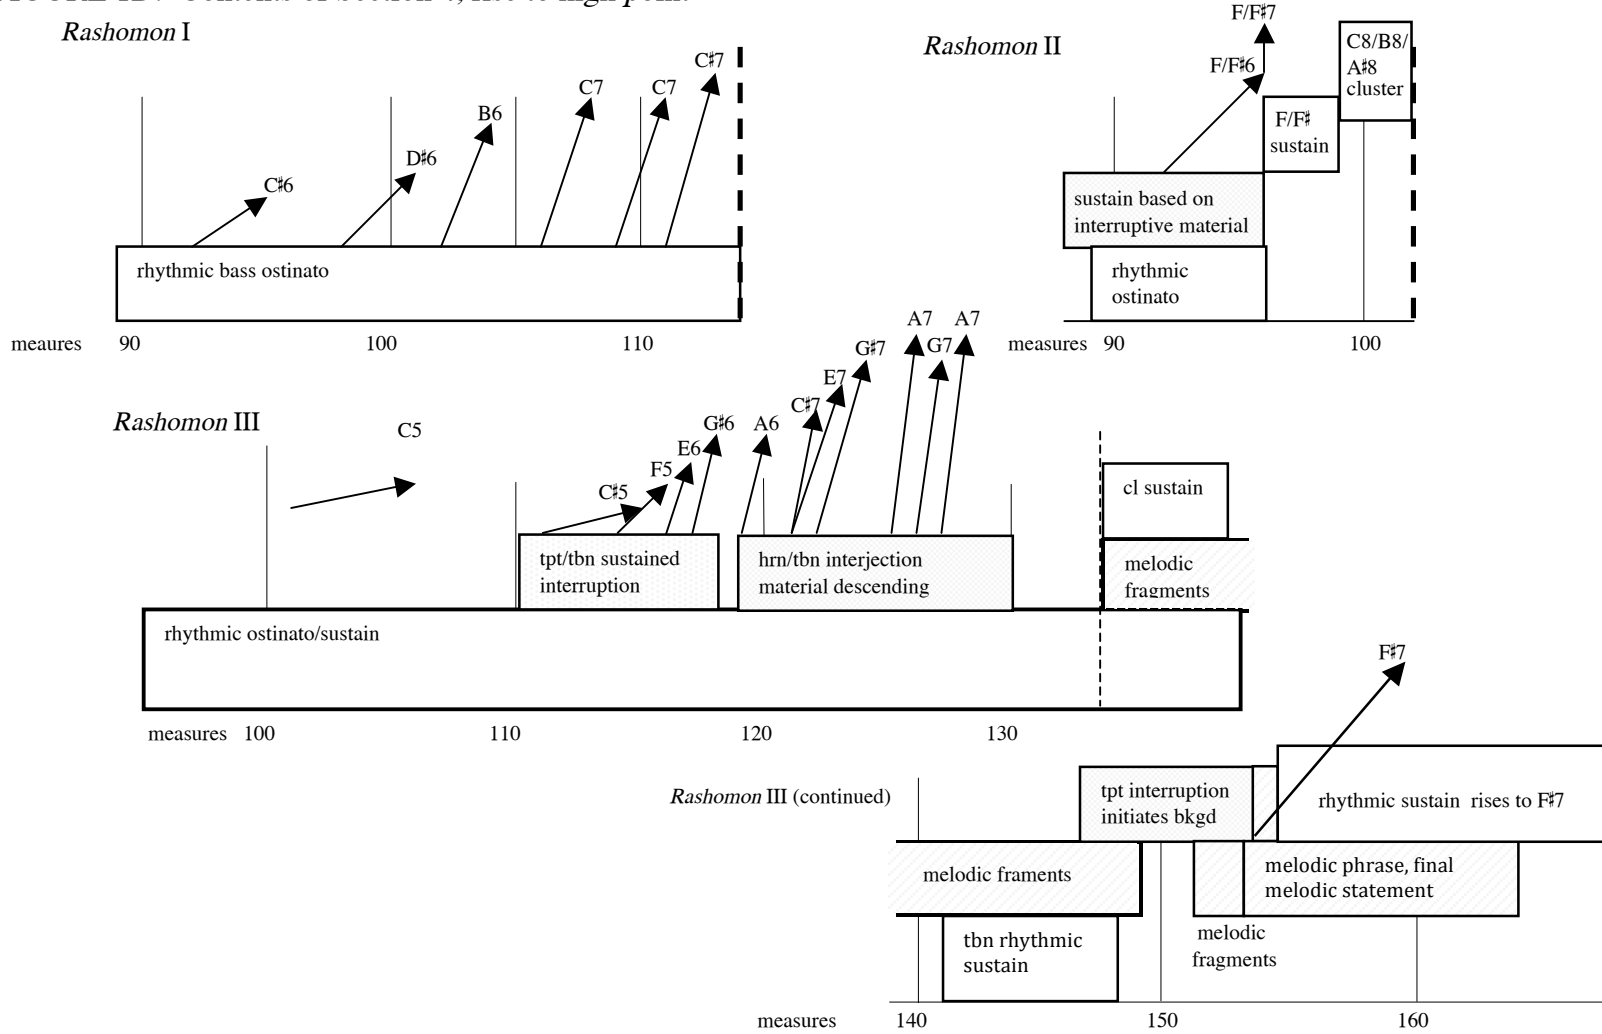 Rashomon I
C♯6
D♯6
B6
C7
C7
C♯7
rhythmic bass ostinato
meaures 90 100 110
Rashomon II
F/F♯7
F/F♯6
C8/B8/
A♯8
cluster
F/F♯
sustain
sustain based on
interruptive material
rhythmic
ostinato
measures 90 100
Rashomon III
C5
C♯5
F5
E6
G♯6
A6
C♯7
E7
G♯7
A7
G7
A7
tpt/tbn sustained
interruption
hrn/tbn interjection
material descending
cl sustain
melodic
fragments
rhythmic ostinato/sustain
measures 100 110 120 130
Rashomon III (continued)
F♯7
tpt interruption
initiates bkgd
rhythmic sustain rises to F♯7
melodic framents
melodic phrase, final
melodic statement
tbn rhythmic
sustain
melodic
fragments
measures 140 150 160